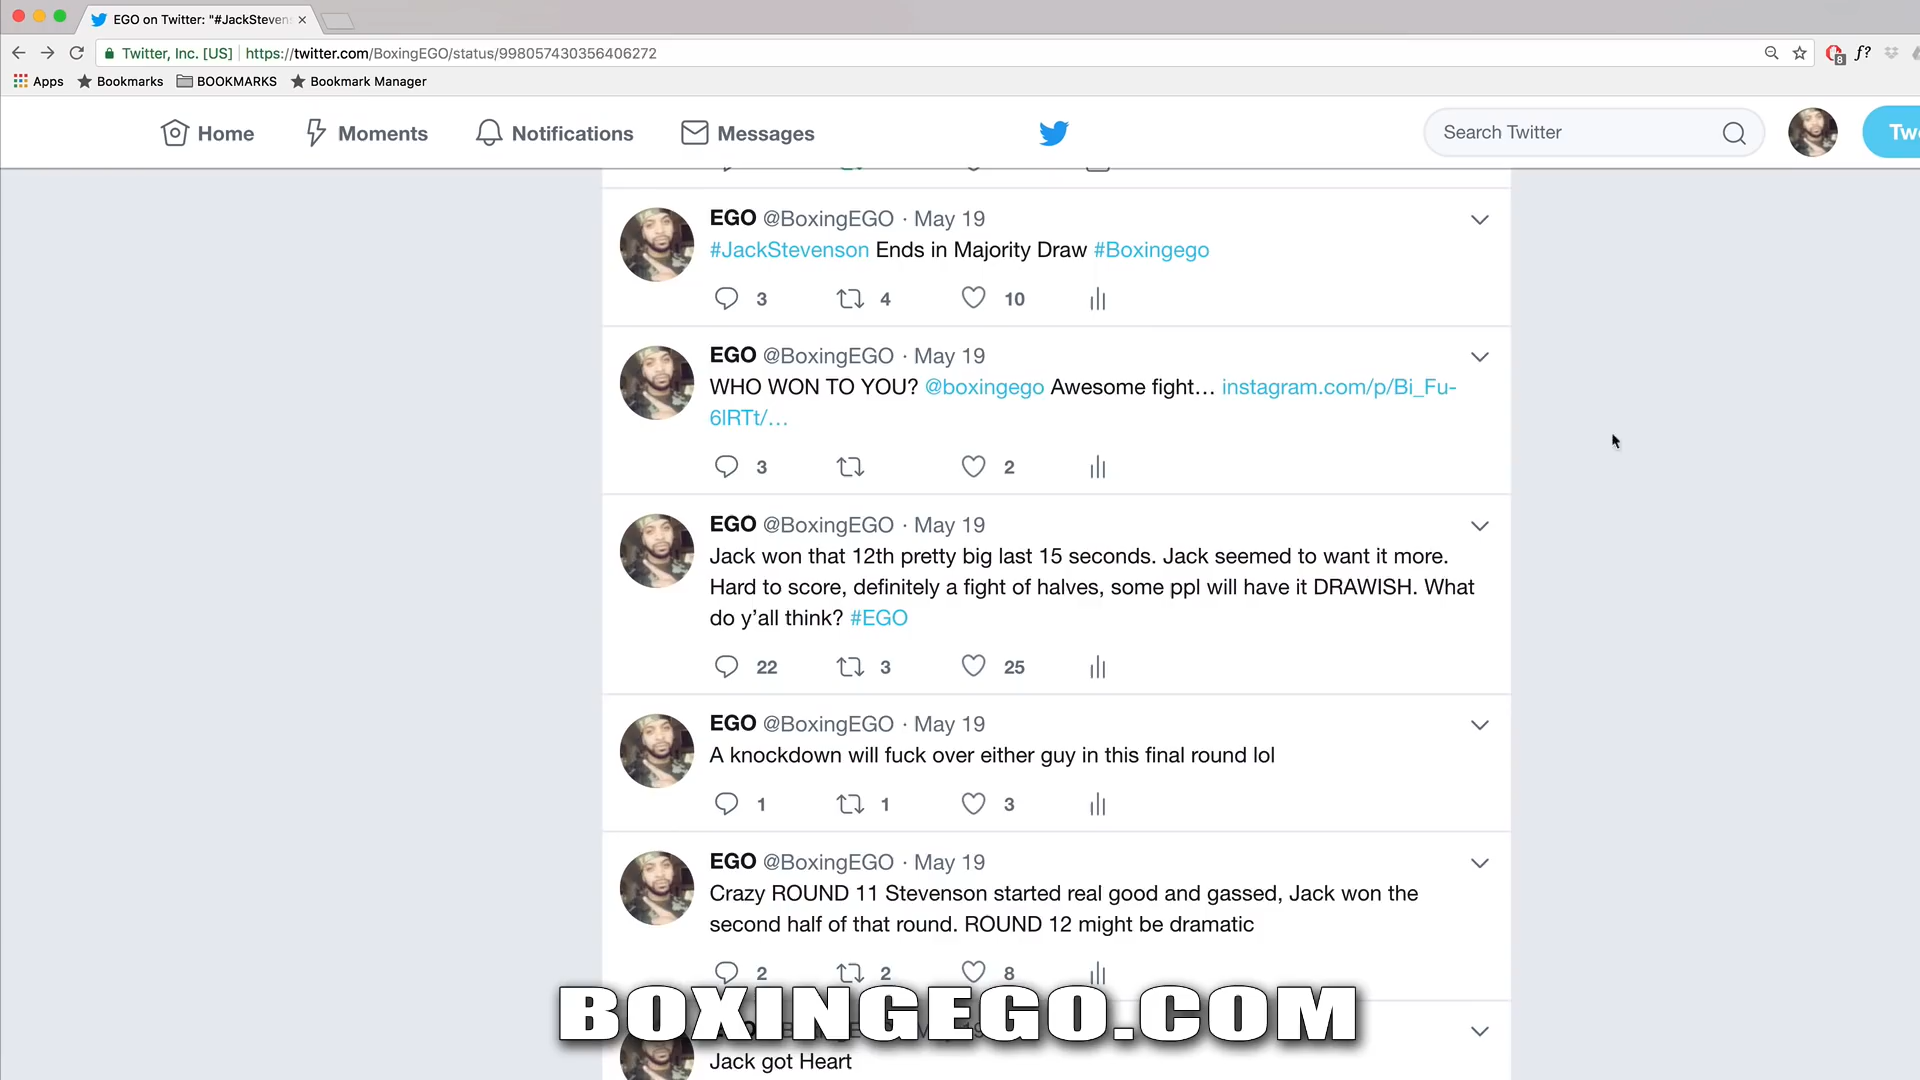 EGO on Twitter: "#JackSteven
Twitter, Inc. [US] https://twitter.com/BoxingEGO/status/998057430356406272
8
f?
Apps Bookmarks BOOKMARKS Bookmark Manager
Home Moments Notifications Messages Search Twitter Twe
EGO @BoxingEGO · May 19
#JackStevenson Ends in Majority Draw #Boxingego
3 4 10
EGO @BoxingEGO · May 19
WHO WON TO YOU? @boxingego Awesome fight… instagram.com/p/Bi_Fu-
6lRTt/…
3 2
EGO @BoxingEGO · May 19
Jack won that 12th pretty big last 15 seconds. Jack seemed to want it more.
Hard to score, definitely a fight of halves, some ppl will have it DRAWISH. What
do y'all think? #EGO
22 3 25
EGO @BoxingEGO · May 19
A knockdown will fuck over either guy in this final round lol
1 1 3
EGO @BoxingEGO · May 19
Crazy ROUND 11 Stevenson started real good and gassed, Jack won the
second half of that round. ROUND 12 might be dramatic
2 2 8
BOXINGEGO.COM
Jack got Heart